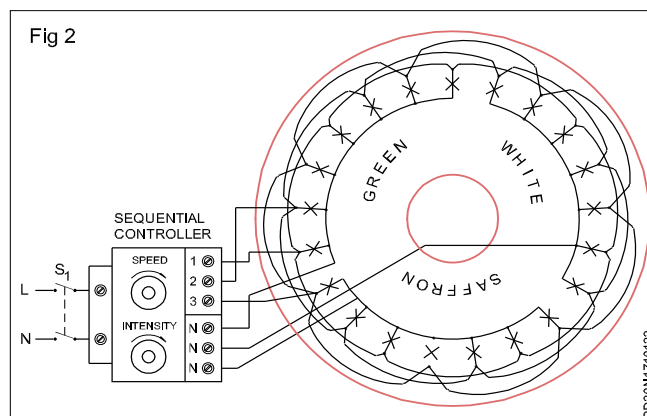 Fig 2
GREEN
WHITE
SAFFRON
SEQUENTIAL
CONTROLLER
SPEED
INTENSITY
1
2
3
N
N
N
S1
L
N